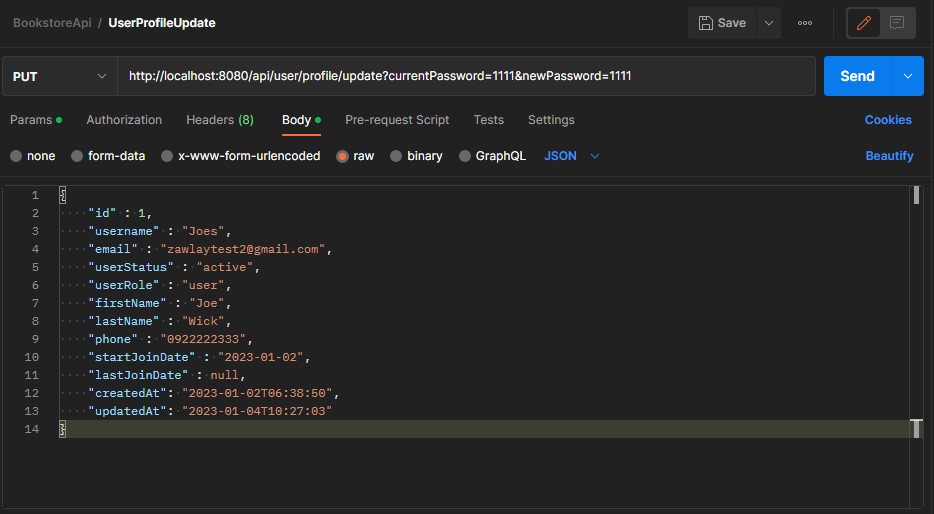 BookstoreApi / UserProfileUpdate Save
PUT http://localhost:8080/api/user/profile/update?currentPassword=1111&newPassword=1111 Send
Params Authorization Headers (8) Body Pre-request Script Tests Settings Cookies
none form-data x-www-form-urlencoded raw binary GraphQL JSON Beautify
1 {
2 "id" : 1,
3 "username" : "Joes",
4 "email" : "zawlaytest2@gmail.com",
5 "userStatus" : "active",
6 "userRole" : "user",
7 "firstName" : "Joe",
8 "lastName" : "Wick",
9 "phone" : "0922222333",
10 "startJoinDate" : "2023-01-02",
11 "lastJoinDate" : null,
12 "createdAt": "2023-01-02T06:38:50",
13 "updatedAt": "2023-01-04T10:27:03"
14 }